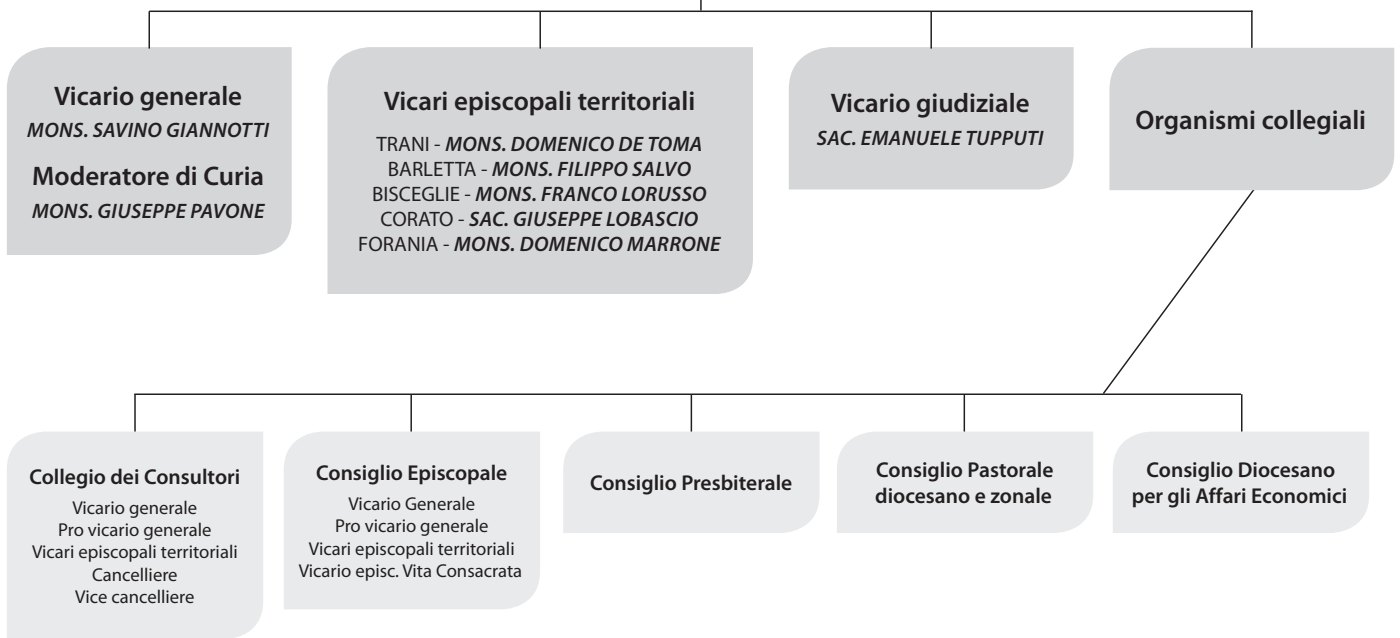 Vicario generale
MONS. SAVINO GIANNOTTI
Moderatore di Curia
MONS. GIUSEPPE PAVONE
Vicari episcopali territoriali
TRANI - MONS. DOMENICO DE TOMA
BARLETTA - MONS. FILIPPO SALVO
BISCEGLIE - MONS. FRANCO LORUSSO
CORATO - SAC. GIUSEPPE LOBASCIO
FORANIA - MONS. DOMENICO MARRONE
Vicario giudiziale
SAC. EMANUELE TUPPUTI
Organismi collegiali
Collegio dei Consultori
Vicario generale
Pro vicario generale
Vicari episcopali territoriali
Cancelliere
Vice cancelliere
Consiglio Episcopale
Vicario Generale
Pro vicario generale
Vicari episcopali territoriali
Vicario episc. Vita Consacrata
Consiglio Presbiterale
Consiglio Pastorale
diocesano e zonale
Consiglio Diocesano
per gli Affari Economici